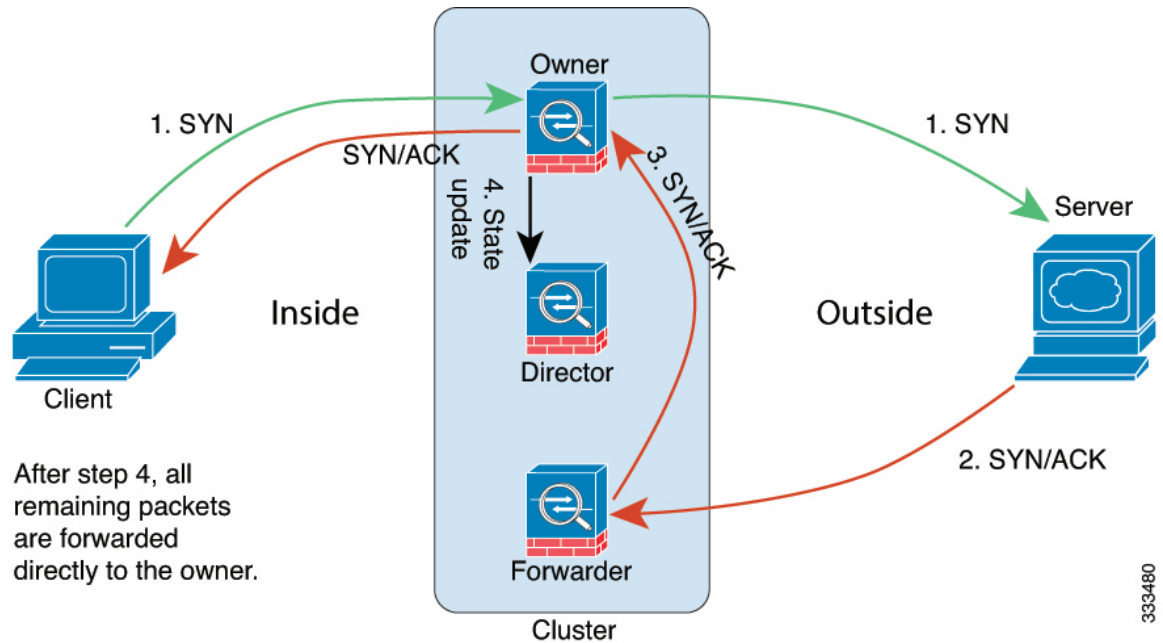 Owner
1. SYN
1. SYN
SYN/ACK
3. SYN/ACK
4. State
update
Server
Inside
Outside
Director
Client
2. SYN/ACK
After step 4, all
remaining packets
are forwarded
directly to the owner.
Forwarder
333480
Cluster